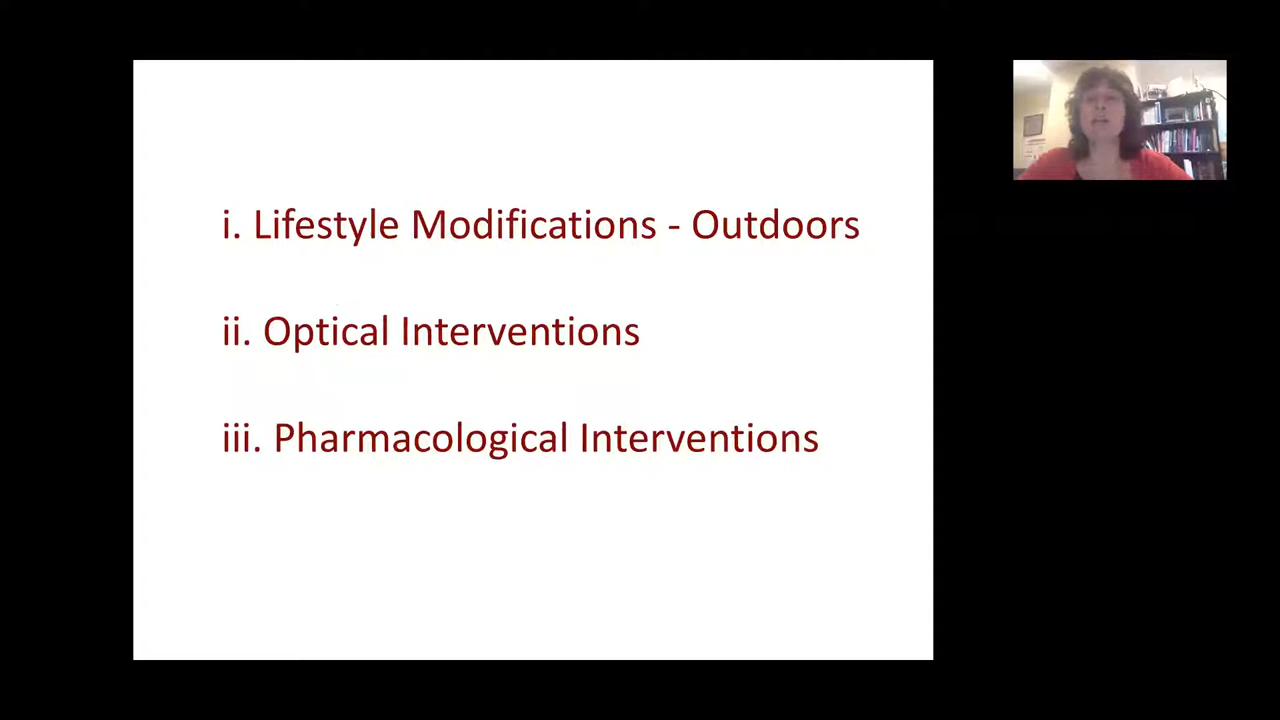 i. Lifestyle Modifications - Outdoors
ii. Optical Interventions
iii. Pharmacological Interventions